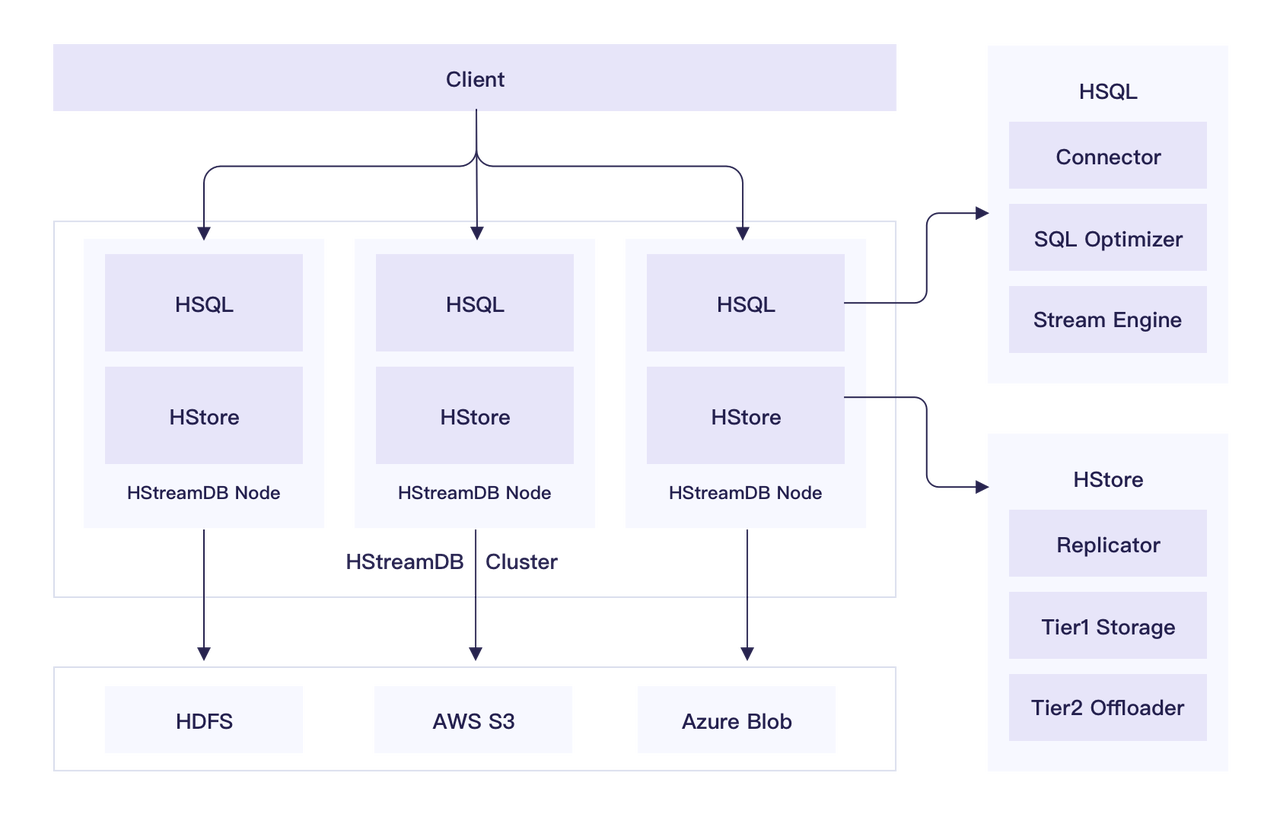 Client
HSQL
HStore
HStreamDB Node
HSQL
HStore
HStreamDB Node
HSQL
HStore
HStreamDB Node
HStreamDB Cluster
HDFS
AWS S3
Azure Blob
HSQL
Connector
SQL Optimizer
Stream Engine
HStore
Replicator
Tier1 Storage
Tier2 Offloader